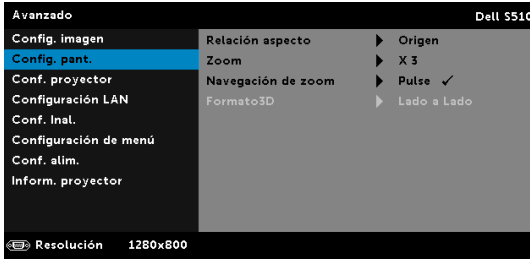 Avanzado Dell S510
Config. imagen
Config. pant.
Conf. proyector
Configuración LAN
Conf. Inal.
Configuración de menú
Conf. alim.
Inform. proyector
Relación aspecto Origen
Zoom X 3
Navegación de zoom Pulse ✓
Formato3D Lado a Lado
Resolución 1280x800